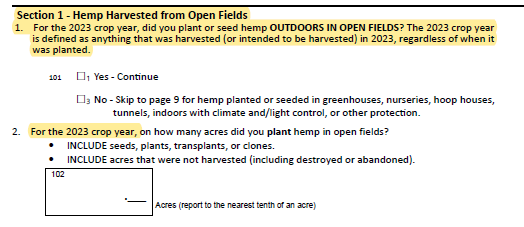 Section 1 - Hemp Harvested from Open Fields
1. For the 2023 crop year, did you plant or seed hemp OUTDOORS IN OPEN FIELDS? The 2023 crop year
is defined as anything that was harvested (or intended to be harvested) in 2023, regardless of when it
was planted.
101 □1 Yes - Continue
□3 No - Skip to page 9 for hemp planted or seeded in greenhouses, nurseries, hoop houses,
tunnels, indoors with climate and/light control, or other protection.
2. For the 2023 crop year, on how many acres did you plant hemp in open fields?
• INCLUDE seeds, plants, transplants, or clones.
• INCLUDE acres that were not harvested (including destroyed or abandoned).
102
.__ Acres (report to the nearest tenth of an acre)